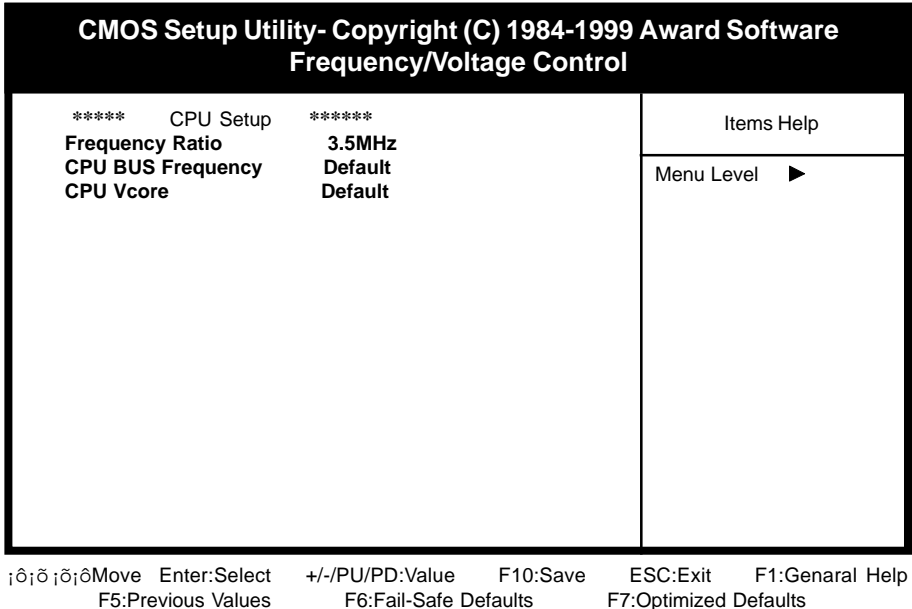 CMOS Setup Utility- Copyright (C) 1984-1999 Award Software
Frequency/Voltage Control
***** CPU Setup ******
Frequency Ratio 3.5MHz
CPU BUS Frequency Default
CPU Vcore Default
Items Help
Menu Level ▶
¡ô¡õ ¡õ¡ôMove Enter:Select +/-/PU/PD:Value F10:Save ESC:Exit F1:Genaral Help
F5:Previous Values F6:Fail-Safe Defaults F7:Optimized Defaults